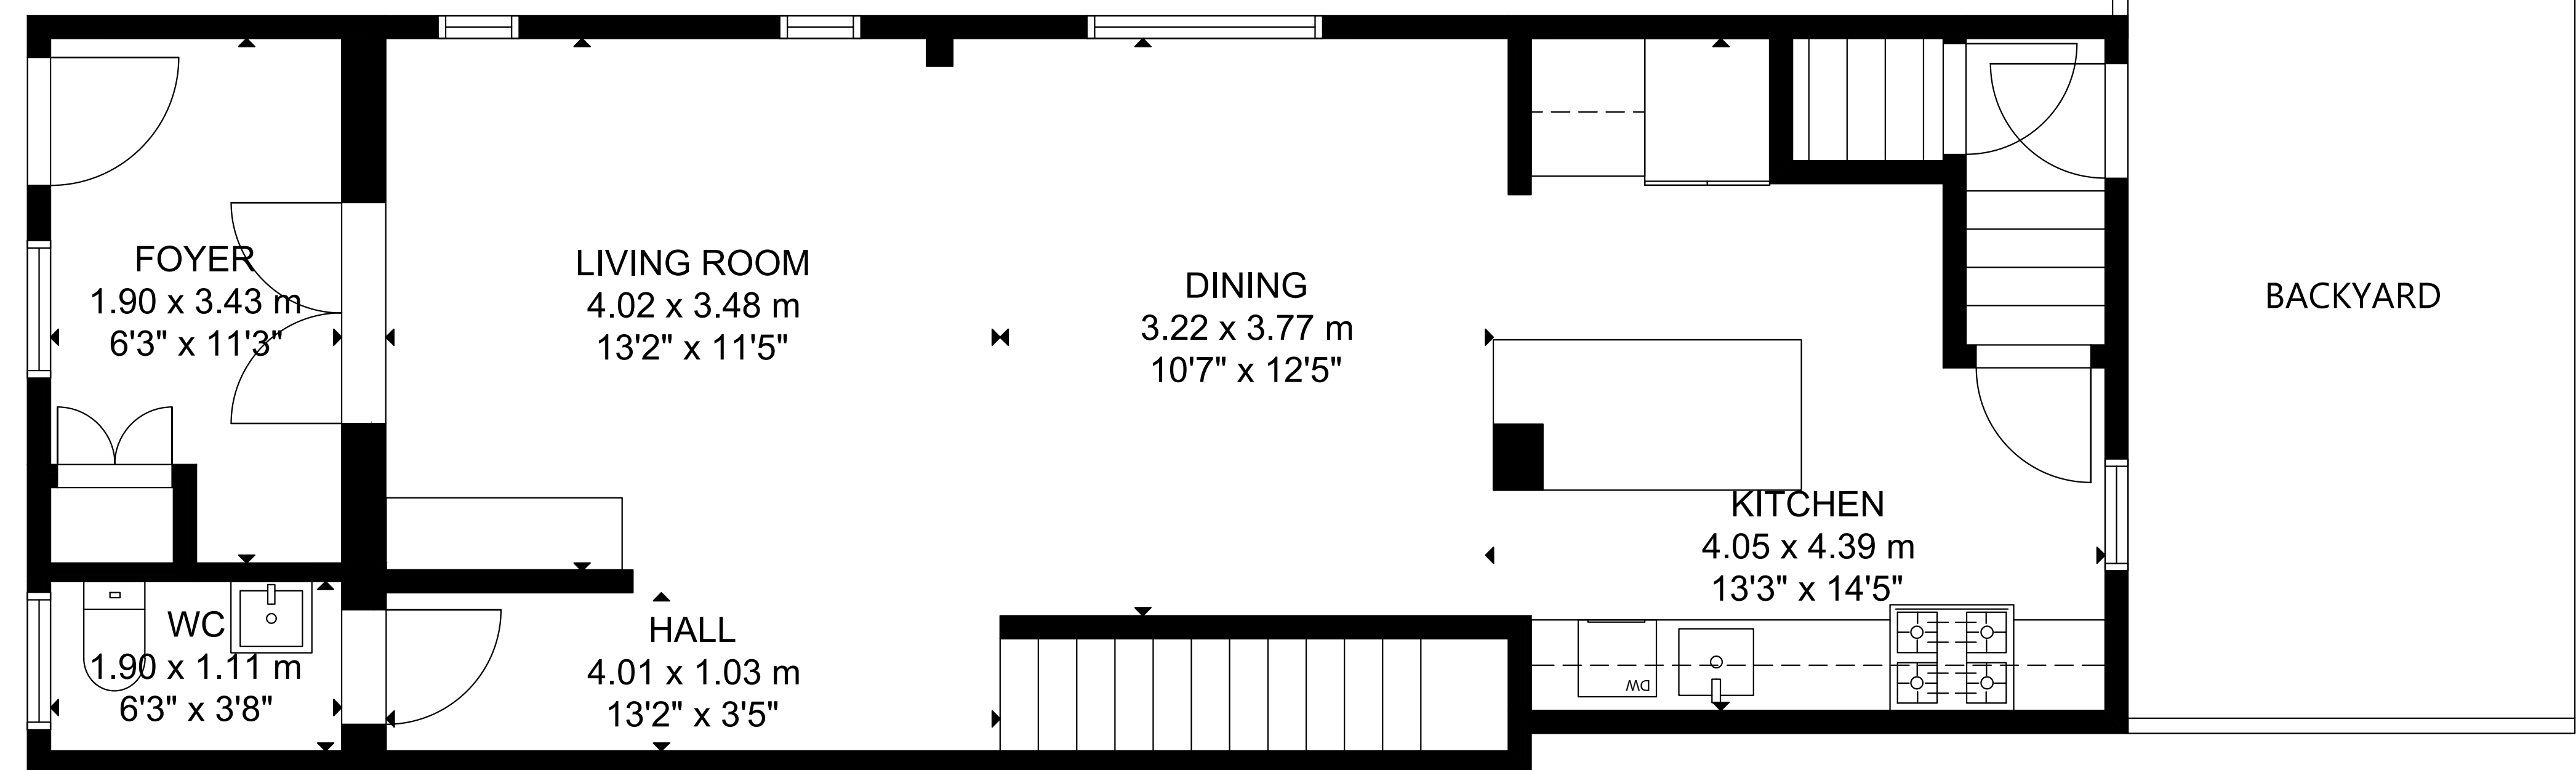 FOYER
1.90 x 3.43 m
6'3" x 11'3"
LIVING ROOM
4.02 x 3.48 m
13'2" x 11'5"
DINING
3.22 x 3.77 m
10'7" x 12'5"
BACKYARD
KITCHEN
4.05 x 4.39 m
13'3" x 14'5"
WC
1.90 x 1.11 m
6'3" x 3'8"
HALL
4.01 x 1.03 m
13'2" x 3'5"
DW